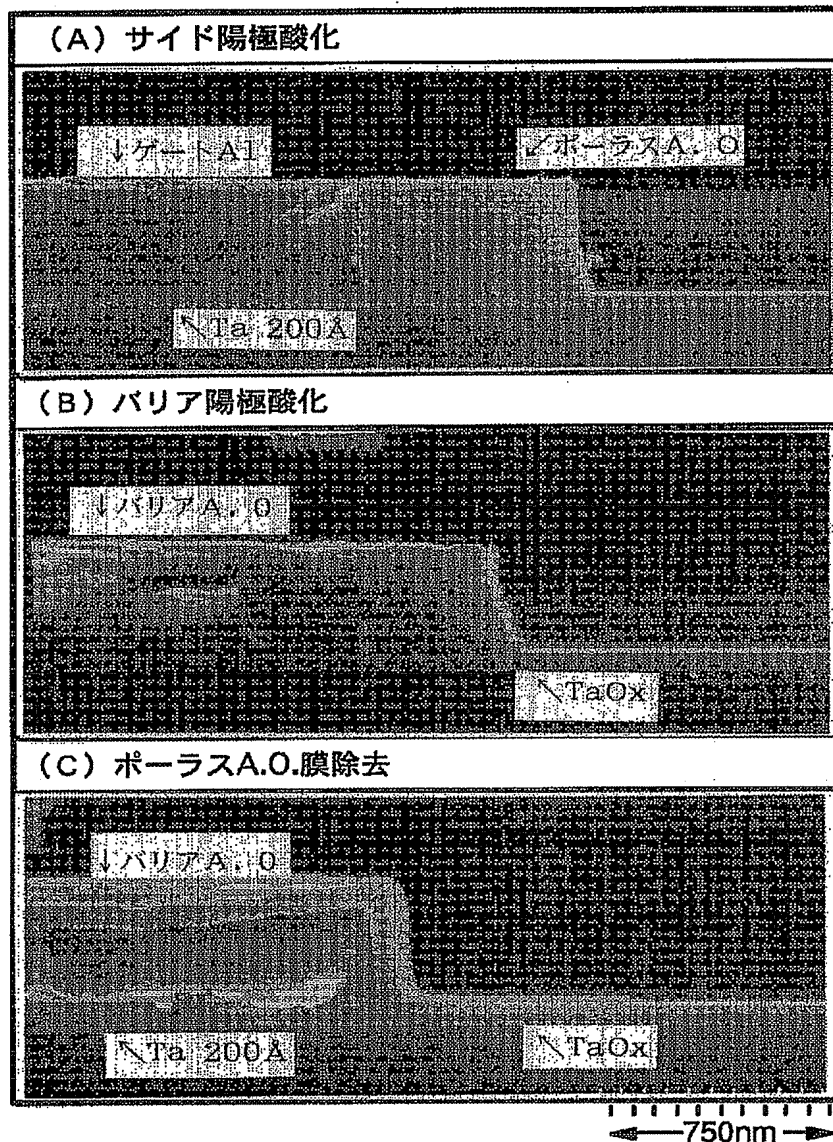 (A) サイド陽極酸化
↓ゲートAl
↙ポーラスA. O
↖Ta 200Å
(B) バリア陽極酸化
↓バリアA. O
↖TaOx
(C) ポーラスA.O.膜除去
↓バリアA. O
↖Ta 200Å
↖TaOx
750nm